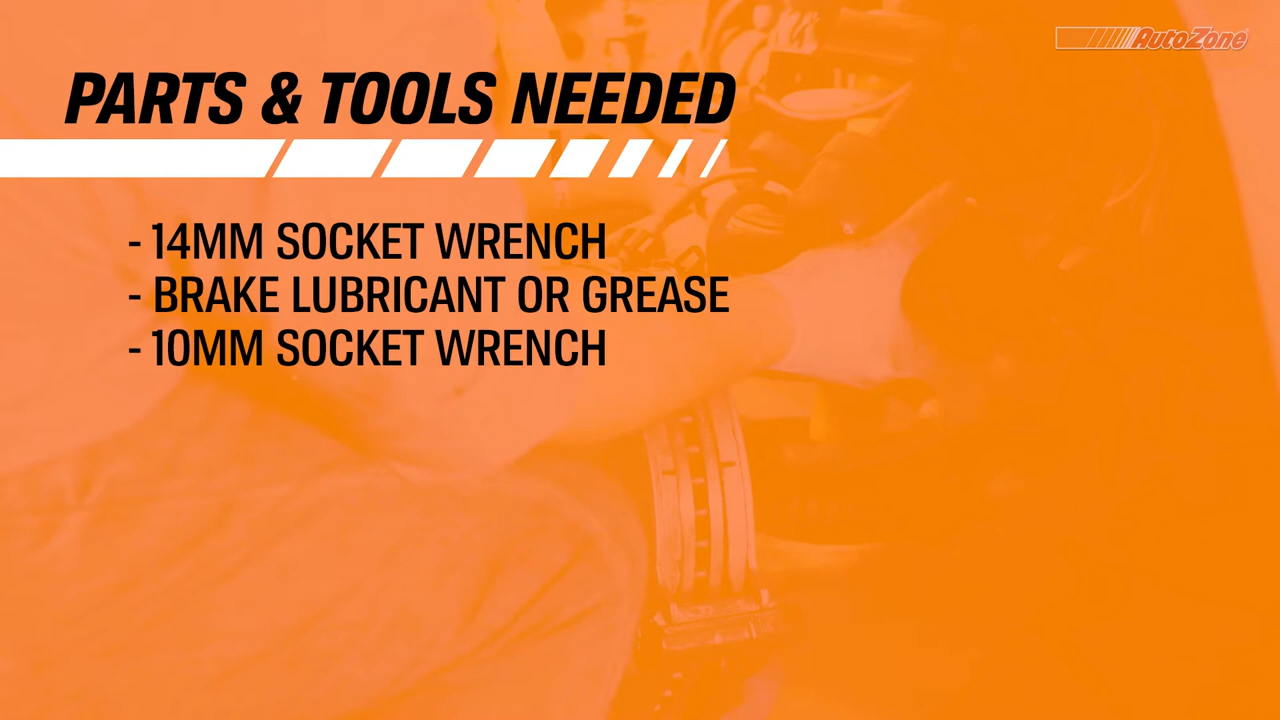 AutoZone
PARTS & TOOLS NEEDED
- 14MM SOCKET WRENCH
- BRAKE LUBRICANT OR GREASE
- 10MM SOCKET WRENCH